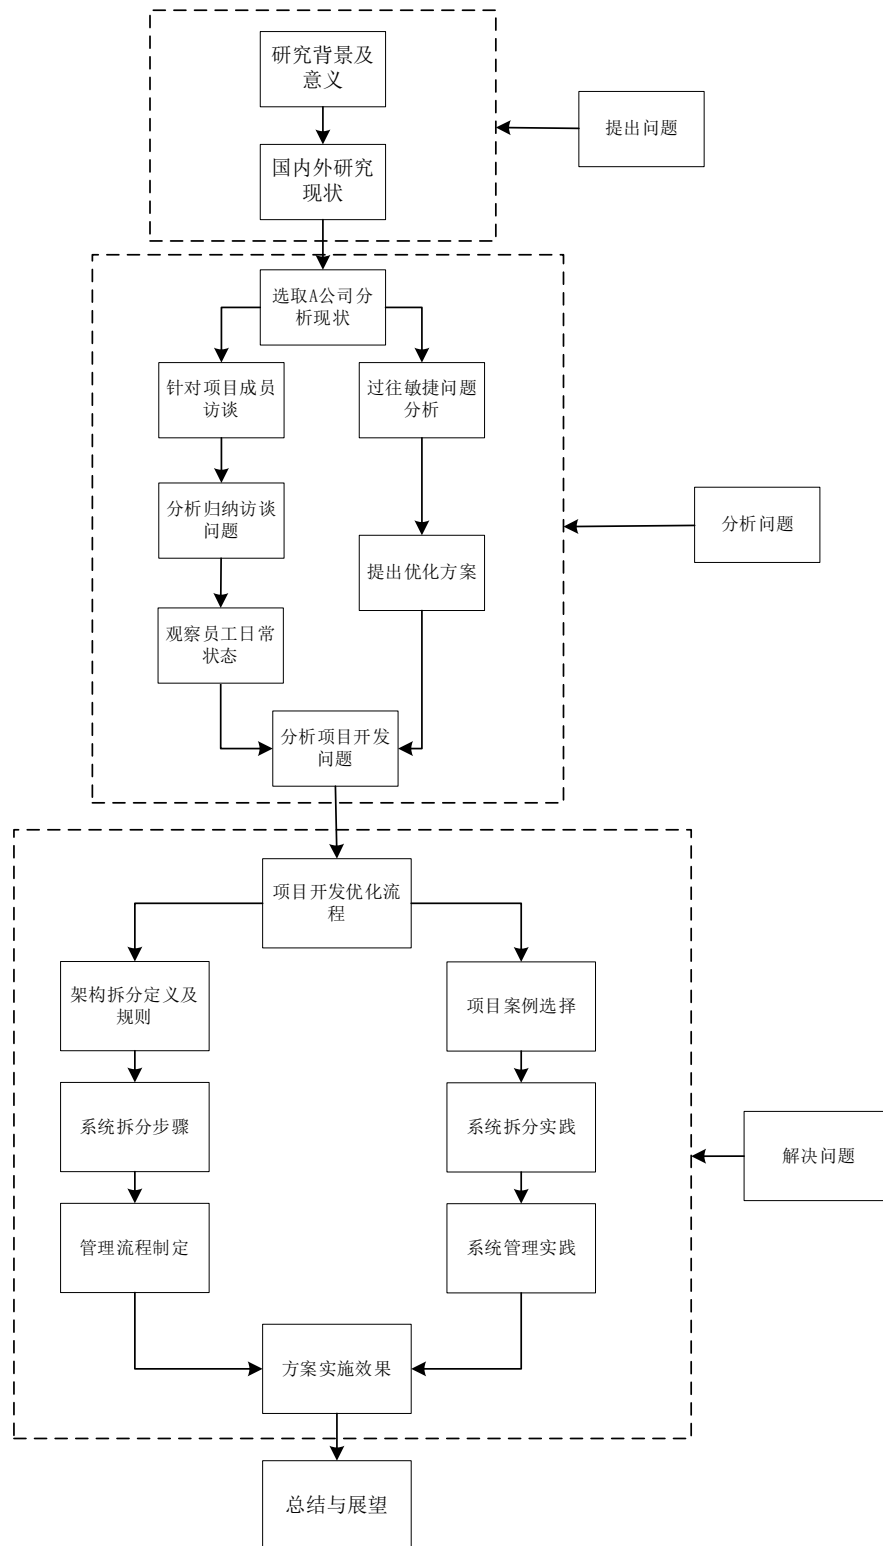 研究背景及
意义
提出问题
国内外研究
现状
选取A公司分
析现状
针对项目成员
访谈
过往敏捷问题
分析
分析归纳访谈
问题
分析问题
提出优化方案
观察员工日常
状态
分析项目开发
问题
项目开发优化流
程
架构拆分定义及
规则
项目案例选择
系统拆分步骤
系统拆分实践
解决问题
管理流程制定
系统管理实践
方案实施效果
总结与展望